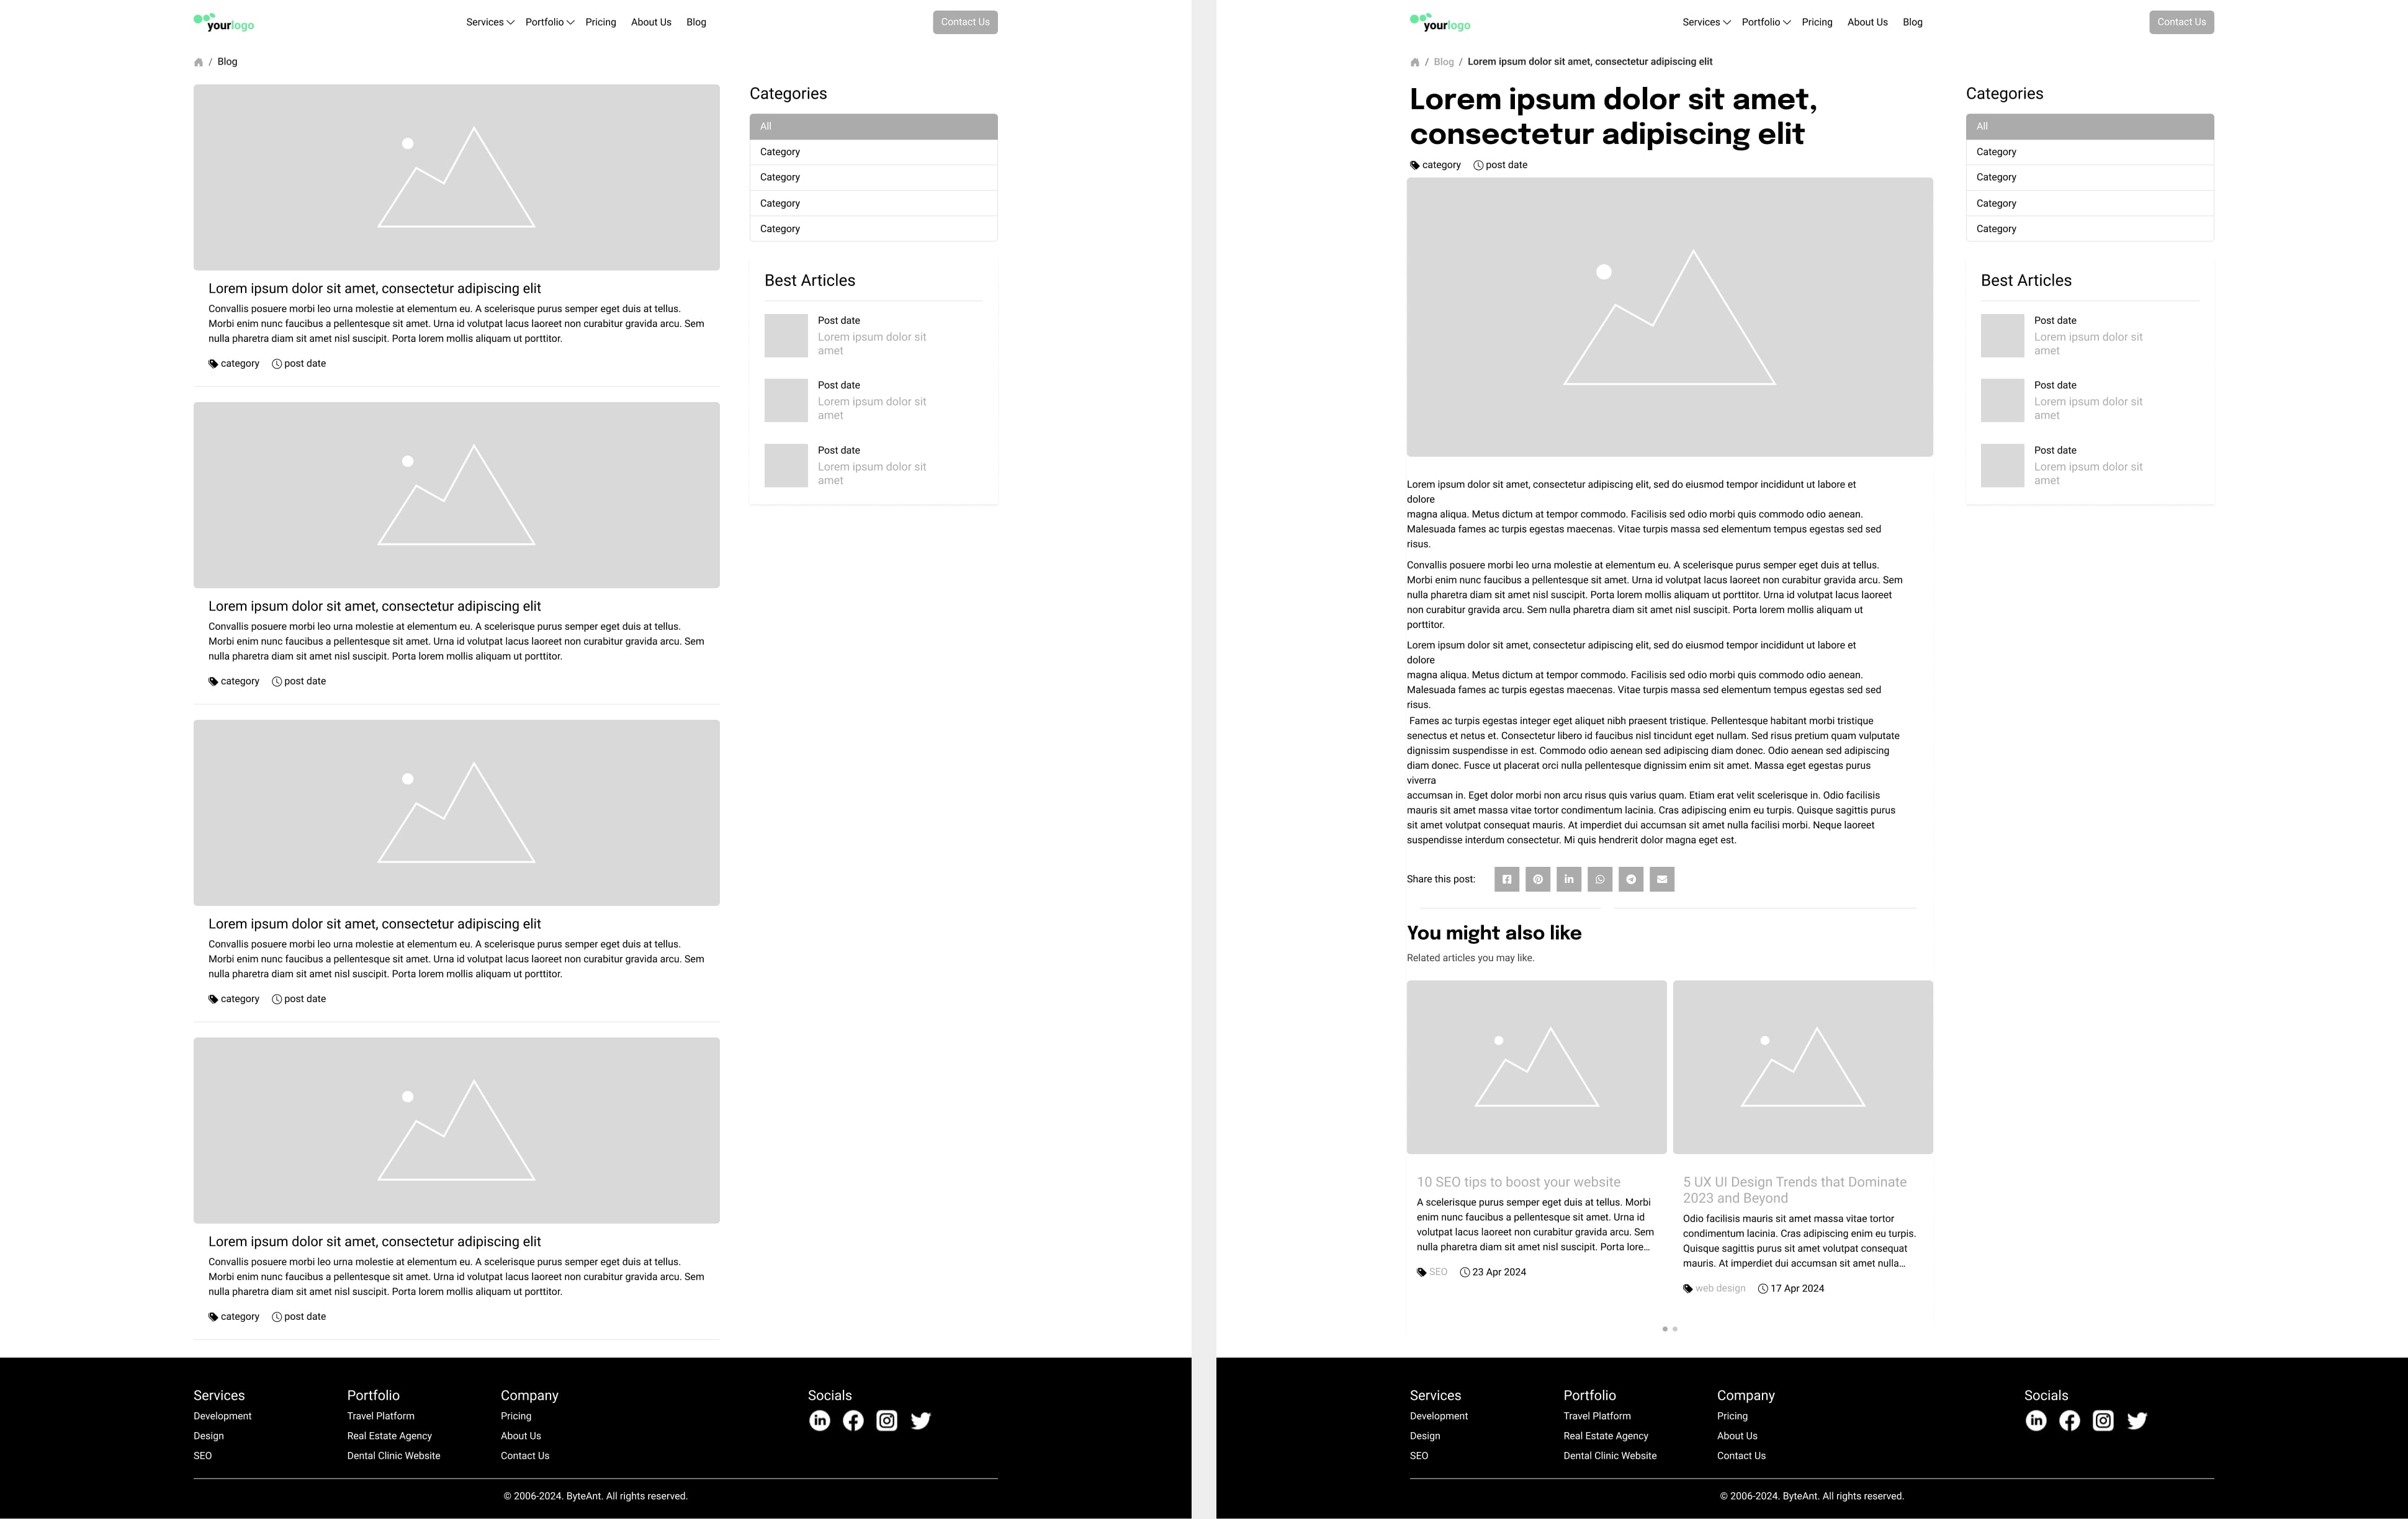 yourlogo
Services Portfolio Pricing About Us Blog
Contact Us
/ Blog
Lorem ipsum dolor sit amet, consectetur adipiscing elit
Convallis posuere morbi leo urna molestie at elementum eu. A scelerisque purus semper eget duis at tellus.
Morbi enim nunc faucibus a pellentesque sit amet. Urna id volutpat lacus laoreet non curabitur gravida arcu. Sem
nulla pharetra diam sit amet nisl suscipit. Porta lorem mollis aliquam ut porttitor.
category post date
Lorem ipsum dolor sit amet, consectetur adipiscing elit
Convallis posuere morbi leo urna molestie at elementum eu. A scelerisque purus semper eget duis at tellus.
Morbi enim nunc faucibus a pellentesque sit amet. Urna id volutpat lacus laoreet non curabitur gravida arcu. Sem
nulla pharetra diam sit amet nisl suscipit. Porta lorem mollis aliquam ut porttitor.
category post date
Lorem ipsum dolor sit amet, consectetur adipiscing elit
Convallis posuere morbi leo urna molestie at elementum eu. A scelerisque purus semper eget duis at tellus.
Morbi enim nunc faucibus a pellentesque sit amet. Urna id volutpat lacus laoreet non curabitur gravida arcu. Sem
nulla pharetra diam sit amet nisl suscipit. Porta lorem mollis aliquam ut porttitor.
category post date
Lorem ipsum dolor sit amet, consectetur adipiscing elit
Convallis posuere morbi leo urna molestie at elementum eu. A scelerisque purus semper eget duis at tellus.
Morbi enim nunc faucibus a pellentesque sit amet. Urna id volutpat lacus laoreet non curabitur gravida arcu. Sem
nulla pharetra diam sit amet nisl suscipit. Porta lorem mollis aliquam ut porttitor.
category post date
Categories
All
Category
Category
Category
Category
Best Articles
Post date
Lorem ipsum dolor sit
amet
Post date
Lorem ipsum dolor sit
amet
Post date
Lorem ipsum dolor sit
amet
Services
Development
Design
SEO
Portfolio
Travel Platform
Real Estate Agency
Dental Clinic Website
Company
Pricing
About Us
Contact Us
Socials
© 2006-2024. ByteAnt. All rights reserved.
yourlogo
Services Portfolio Pricing About Us Blog
Contact Us
/ Blog / Lorem ipsum dolor sit amet, consectetur adipiscing elit
Lorem ipsum dolor sit amet,
consectetur adipiscing elit
category post date
Lorem ipsum dolor sit amet, consectetur adipiscing elit, sed do eiusmod tempor incididunt ut labore et
dolore
magna aliqua. Metus dictum at tempor commodo. Facilisis sed odio morbi quis commodo odio aenean.
Malesuada fames ac turpis egestas maecenas. Vitae turpis massa sed elementum tempus egestas sed sed
risus.
Convallis posuere morbi leo urna molestie at elementum eu. A scelerisque purus semper eget duis at tellus.
Morbi enim nunc faucibus a pellentesque sit amet. Urna id volutpat lacus laoreet non curabitur gravida arcu. Sem
nulla pharetra diam sit amet nisl suscipit. Porta lorem mollis aliquam ut porttitor. Urna id volutpat lacus laoreet
non curabitur gravida arcu. Sem nulla pharetra diam sit amet nisl suscipit. Porta lorem mollis aliquam ut
porttitor.
Lorem ipsum dolor sit amet, consectetur adipiscing elit, sed do eiusmod tempor incididunt ut labore et
dolore
magna aliqua. Metus dictum at tempor commodo. Facilisis sed odio morbi quis commodo odio aenean.
Malesuada fames ac turpis egestas maecenas. Vitae turpis massa sed elementum tempus egestas sed sed
risus.
Fames ac turpis egestas integer eget aliquet nibh praesent tristique. Pellentesque habitant morbi tristique
senectus et netus et. Consectetur libero id faucibus nisl tincidunt eget nullam. Sed risus pretium quam vulputate
dignissim suspendisse in est. Commodo odio aenean sed adipiscing diam donec. Odio aenean sed adipiscing
diam donec. Fusce ut placerat orci nulla pellentesque dignissim enim sit amet. Massa eget egestas purus
viverra
accumsan in. Eget dolor morbi non arcu risus quis varius quam. Etiam erat velit scelerisque in. Odio facilisis
mauris sit amet massa vitae tortor condimentum lacinia. Cras adipiscing enim eu turpis. Quisque sagittis purus
sit amet volutpat consequat mauris. At imperdiet dui accumsan sit amet nulla facilisi morbi. Neque laoreet
suspendisse interdum consectetur. Mi quis hendrerit dolor magna eget est.
Share this post:
You might also like
Related articles you may like.
10 SEO tips to boost your website
A scelerisque purus semper eget duis at tellus. Morbi
enim nunc faucibus a pellentesque sit amet. Urna id
volutpat lacus laoreet non curabitur gravida arcu. Sem
nulla pharetra diam sit amet nisl suscipit. Porta lore...
SEO 23 Apr 2024
5 UX UI Design Trends that Dominate
2023 and Beyond
Odio facilisis mauris sit amet massa vitae tortor
condimentum lacinia. Cras adipiscing enim eu turpis.
Quisque sagittis purus sit amet volutpat consequat
mauris. At imperdiet dui accumsan sit amet nulla...
web design 17 Apr 2024
Categories
All
Category
Category
Category
Category
Best Articles
Post date
Lorem ipsum dolor sit
amet
Post date
Lorem ipsum dolor sit
amet
Post date
Lorem ipsum dolor sit
amet
Services
Development
Design
SEO
Portfolio
Travel Platform
Real Estate Agency
Dental Clinic Website
Company
Pricing
About Us
Contact Us
Socials
© 2006-2024. ByteAnt. All rights reserved.